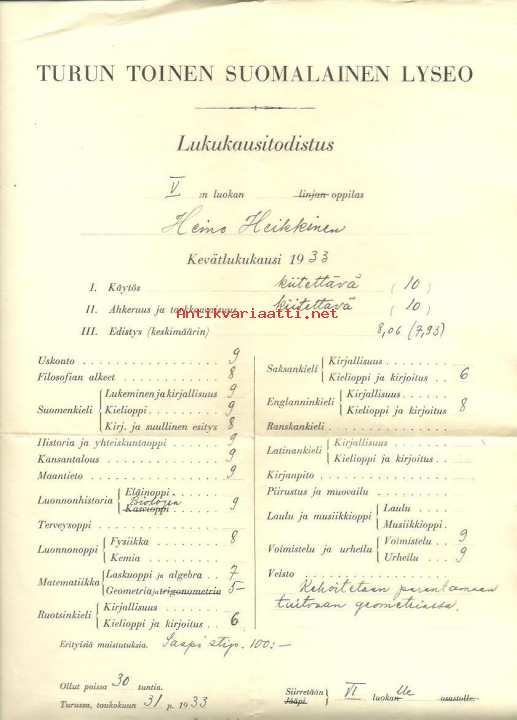 TURUN TOINEN SUOMALAINEN LYSEO
Lukukausitodistus
V :n luokan linjan oppilas
Heino Heikkinen
Kevätlukukausi 1933
I. Käytös kiitettävä (10)
II. Ahkeruus ja tarkkaavaisuus kiitettävä (10)
Antikvariaatti.net
III. Edistys (keskimäärin) 8,06 (7,93)
Uskonto 9
Filosofian alkeet 8
Suomenkieli
Lukeminen ja kirjallisuus 9
Kielioppi 9
Kirj. ja suullinen esitys 8
Historia ja yhteiskuntaoppi 9
Kansantalous 9
Maantieto 9
Luonnonhistoria
Eläinoppi
Biologia
Kasvioppi 9
Terveysoppi
Luonnonoppi
Fysiikka 8
Kemia
Matematiikka
Laskuoppi ja algebra 7
Geometria ja trigonometria 5-
Ruotsinkieli
Kirjallisuus
Kielioppi ja kirjoitus 6
Saksankieli
Kirjallisuus
Kielioppi ja kirjoitus 6
Englanninkieli
Kirjallisuus
Kielioppi ja kirjoitus 8
Ranskankieli
Latinankieli
Kirjallisuus
Kielioppi ja kirjoitus
Kirjanpito
Piirustus ja muovailu
Laulu ja musiikkioppi
Laulu
Musiikkioppi
Voimistelu ja urheilu
Voimistelu 9
Urheilu 9
Veisto
Kehoitetaan parantamaan
tietojaan geometriassa.
Erityisiä muistutuksia. Saapi stip. 100:—
Ollut poissa 30 tuntia.
Turussa, toukokuun 31 p. 1933
Siirretään
Jääpi VI luokalle osastolle.